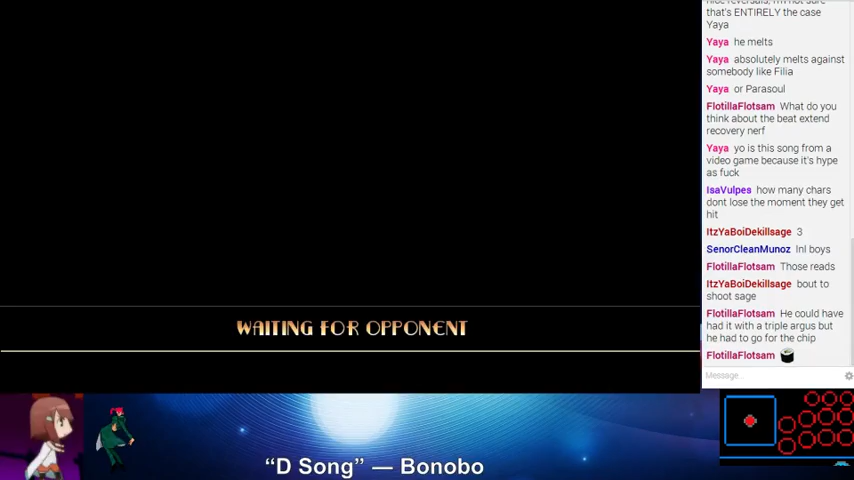 nice reversals, I'm not sure
that's ENTIRELY the case
Yaya
Yaya he melts
Yaya absolutely melts against
somebody like Filia
Yaya or Parasoul
FlotillaFlotsam What do you
think about the beat extend
recovery nerf
Yaya yo is this song from a
video game because it's hype
as fuck
IsaVulpes how many chars
dont lose the moment they get
hit
ItzYaBoiDekillsage 3
SenorCleanMunoz lnl boys
FlotillaFlotsam Those reads
ItzYaBoiDekillsage bout to
shoot sage
FlotillaFlotsam He could have
had it with a triple argus but
he had to go for the chip
FlotillaFlotsam
Message...
WAITING FOR OPPONENT
“D Song” — Bonobo